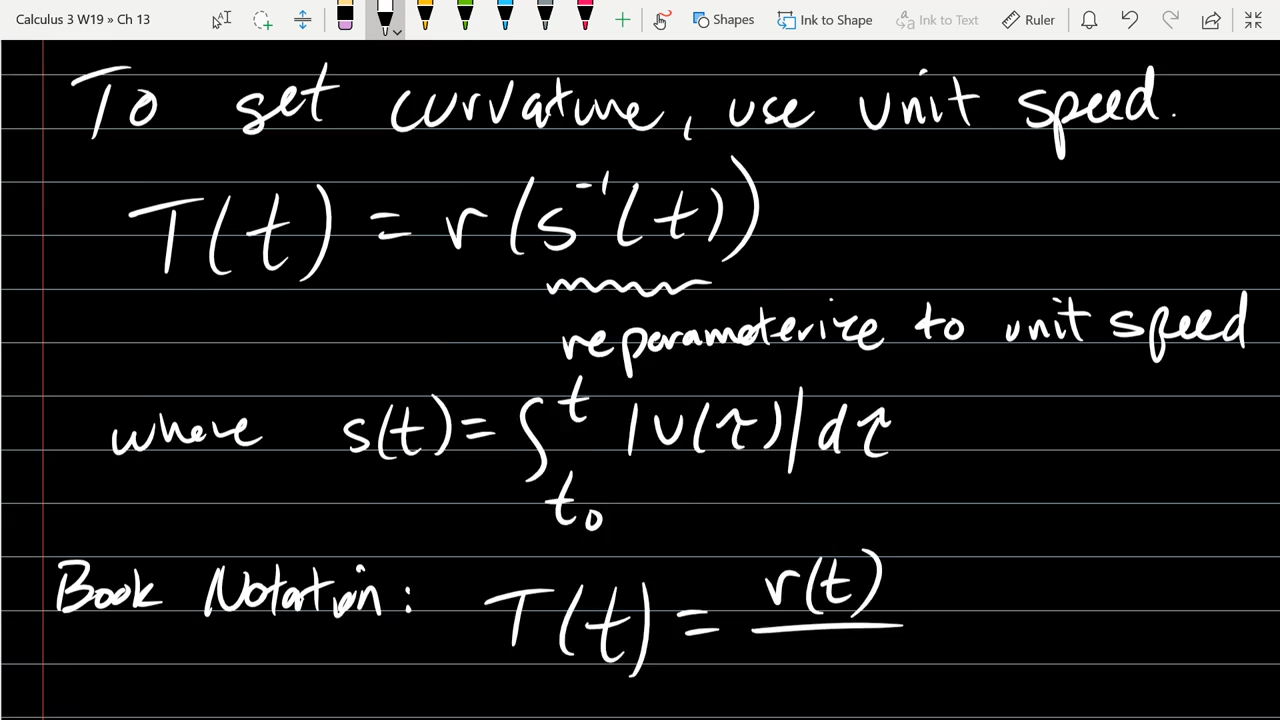 Calculus 3 W19 » Ch 13
Shapes
Ink to Shape
Ink to Text
Ruler
To get curvature, use unit speed.
T(t) = r(s⁻¹(t))
reparameterize to unit speed
where s(t) = ∫ₜ₀ᵗ |v(τ)| dτ
Book Notation: T(t) = r(t)/